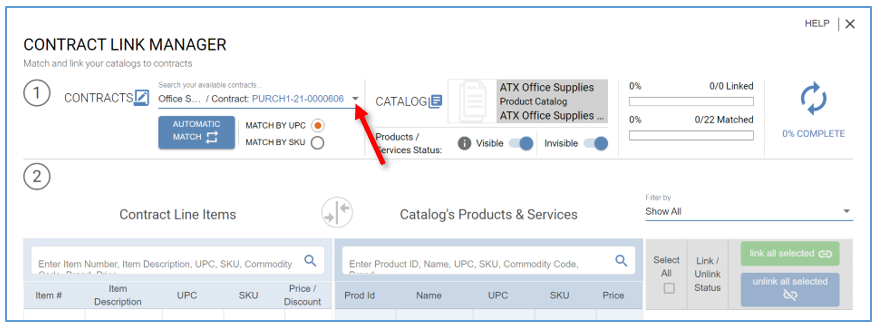 HELP
CONTRACT LINK MANAGER
Match and link your catalogs to contracts
1
CONTRACTS
Search your available contracts...
Office S... / Contract: PURCH1-21-0000606
AUTOMATIC
MATCH
MATCH BY UPC
MATCH BY SKU
CATALOG
ATX Office Supplies
Product Catalog
ATX Office Supplies ...
Products /
Services Status:
Visible
Invisible
0% 0/0 Linked
0% 0/22 Matched
0% COMPLETE
2
Contract Line Items
Catalog's Products & Services
Filter by
Show All
Enter Item Number, Item Description, UPC, SKU, Commodity
Code, Brand, Price
Enter Product ID, Name, UPC, SKU, Commodity Code,
Brand
Select
All
Link /
Unlink
Status
link all selected
unlink all selected
Item #
Item
Description
UPC
SKU
Price /
Discount
Prod Id
Name
UPC
SKU
Price